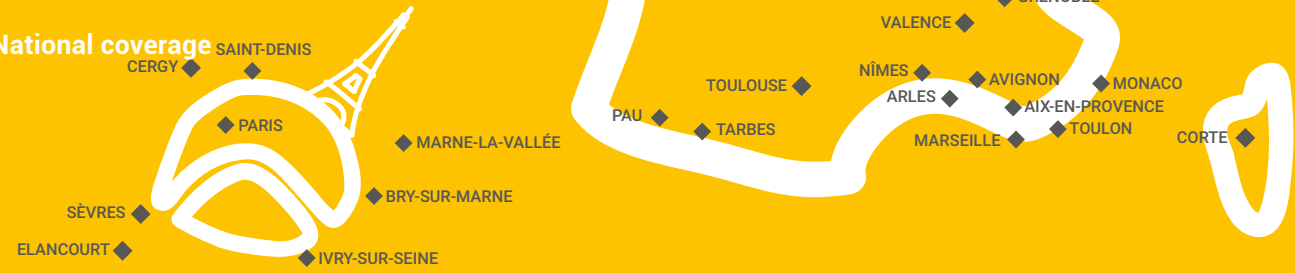 GRENOBLE
VALENCE
National coverage
SAINT-DENIS
CERGY
NÎMES
AVIGNON
MONACO
TOULOUSE
ARLES
AIX-EN-PROVENCE
PAU
TARBES
TOULON
PARIS
MARNE-LA-VALLÉE
MARSEILLE
CORTE
BRY-SUR-MARNE
SÈVRES
ELANCOURT
IVRY-SUR-SEINE